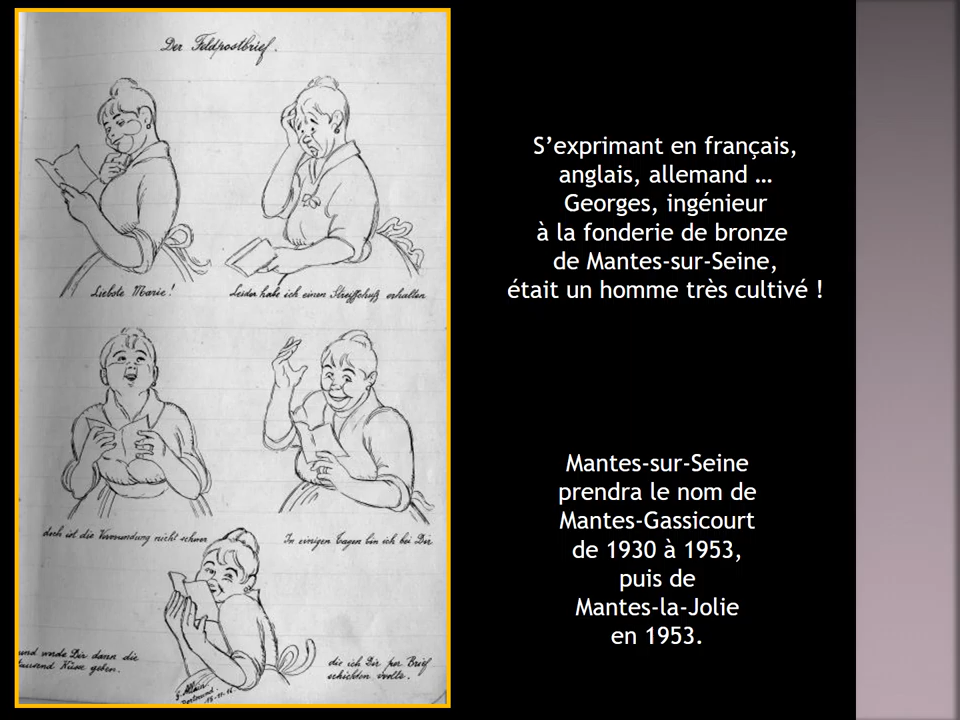 Der Feldpostbrief.
Liebste Marie!
Leider habe ich einen Streifschuß erhalten
doch ist die Verwundung nicht schwer
In einigen Tagen bin ich bei Dir
und werde Dir dann die
tausend Küsse geben.
die ich Dir per Brief
schicken wollte.
G. Allain
Dortmund
S’exprimant en français,
anglais, allemand …
Georges, ingénieur
à la fonderie de bronze
de Mantes-sur-Seine,
était un homme très cultivé !
Mantes-sur-Seine
prendra le nom de
Mantes-Gassicourt
de 1930 à 1953,
puis de
Mantes-la-Jolie
en 1953.